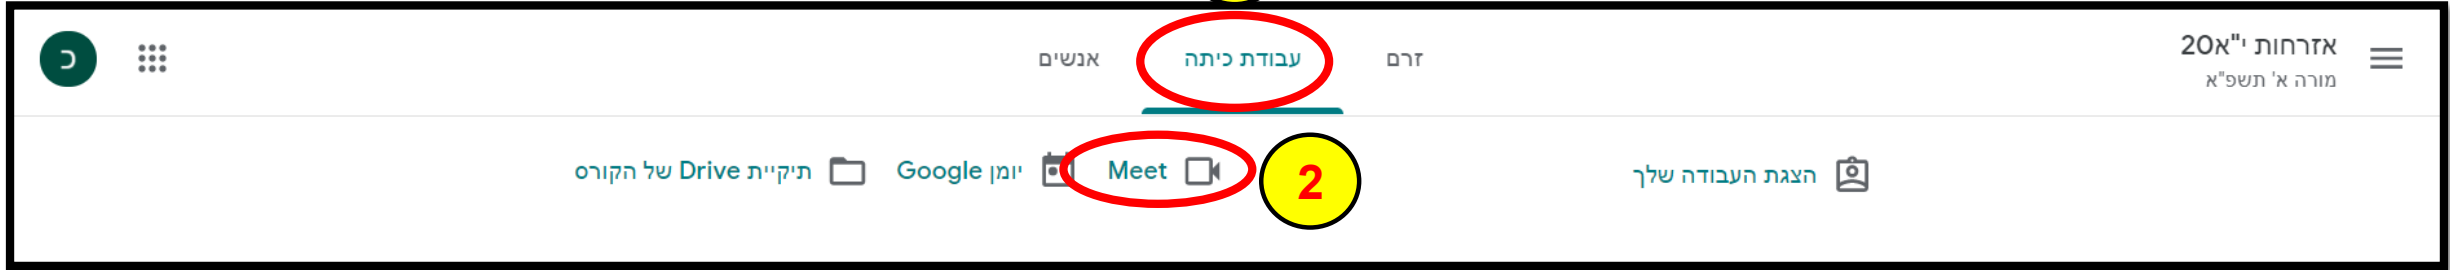 אזרחות י"א20
מורה א' תשפ"א
זרם
עבודת כיתה
אנשים
כ
הצגת העבודה שלך
2
Meet
יומן Google
תיקיית Drive של הקורס